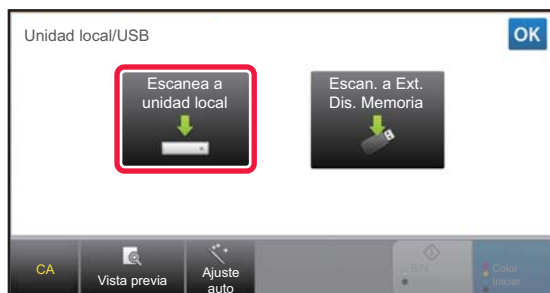 Unidad local/USB
OK
Escanea a
unidad local
Escan. a Ext.
Dis. Memoria
CA
Vista previa
Ajuste
auto
B/N
Color
Iniciar